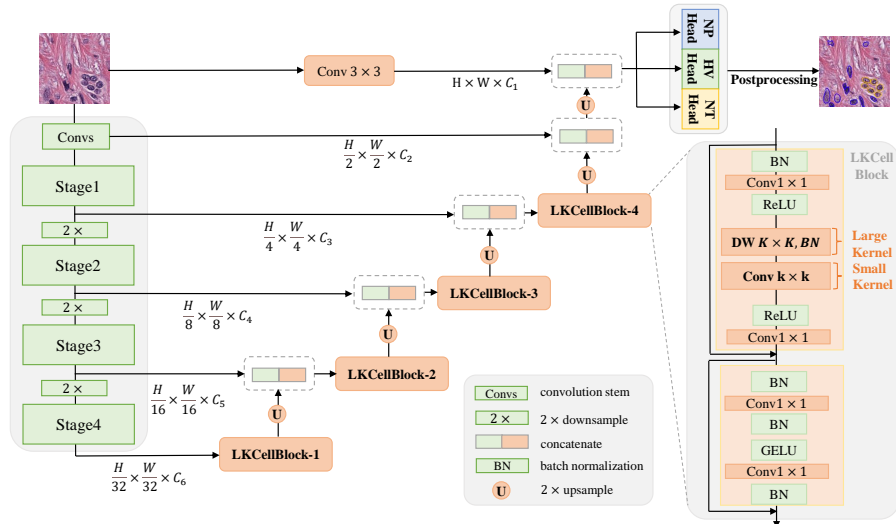 Conv 3 × 3
H × W × C₁
NP Head
HV Head
NT Head
Postprocessing
U
Convs
H/2 × W/2 × C₂
U
Stage1
LKCellBlock-4
2 ×
H/4 × W/4 × C₃
U
Stage2
LKCellBlock-3
2 ×
H/8 × W/8 × C₄
U
Stage3
LKCellBlock-2
2 ×
H/16 × W/16 × C₅
U
Stage4
LKCellBlock-1
H/32 × W/32 × C₆
Convs convolution stem
2 × 2 × downsample
concatenate
BN batch normalization
U 2 × upsample
LKCell
Block
BN
Conv1 × 1
ReLU
DW K × K, BN
Large
Kernel
Conv k × k
Small
Kernel
ReLU
Conv1 × 1
BN
Conv1 × 1
BN
GELU
Conv1 × 1
BN